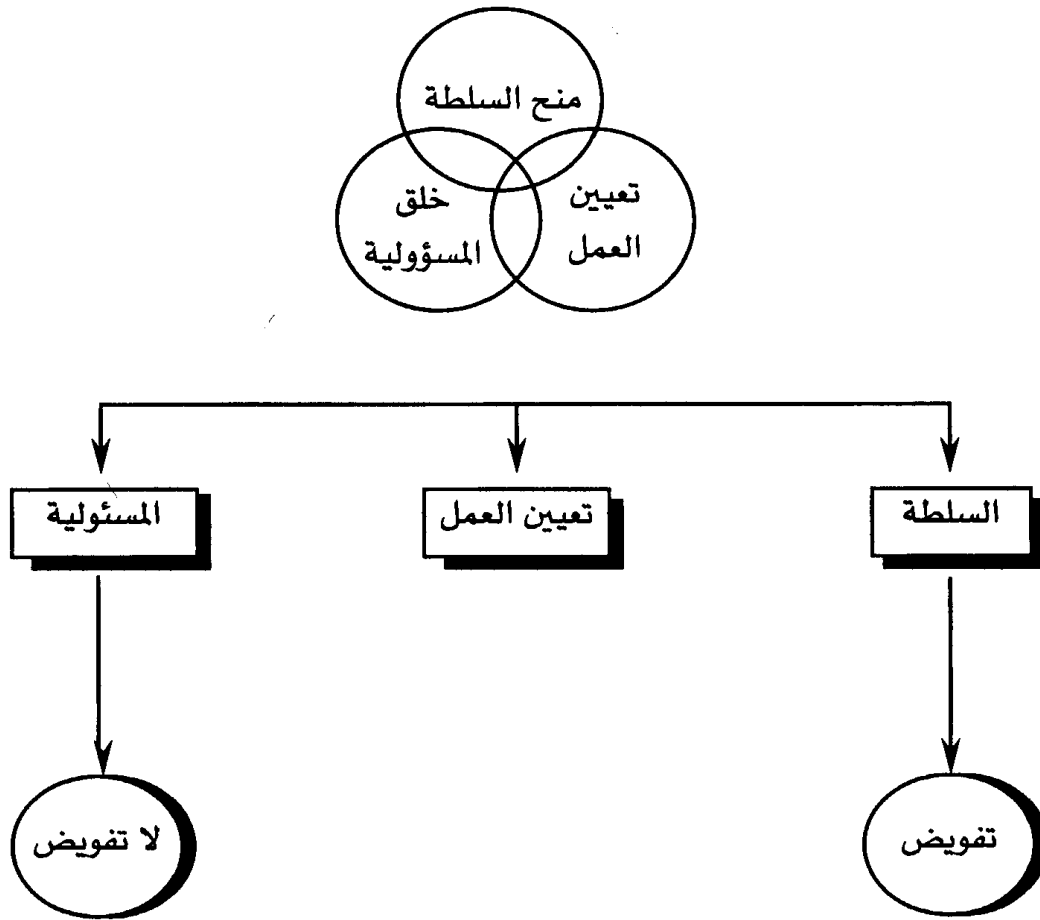 منح السلطة
تعيين
العمل
خلق
المسؤولية
السلطة
تعيين العمل
المسئولية
تفويض
لا تفويض